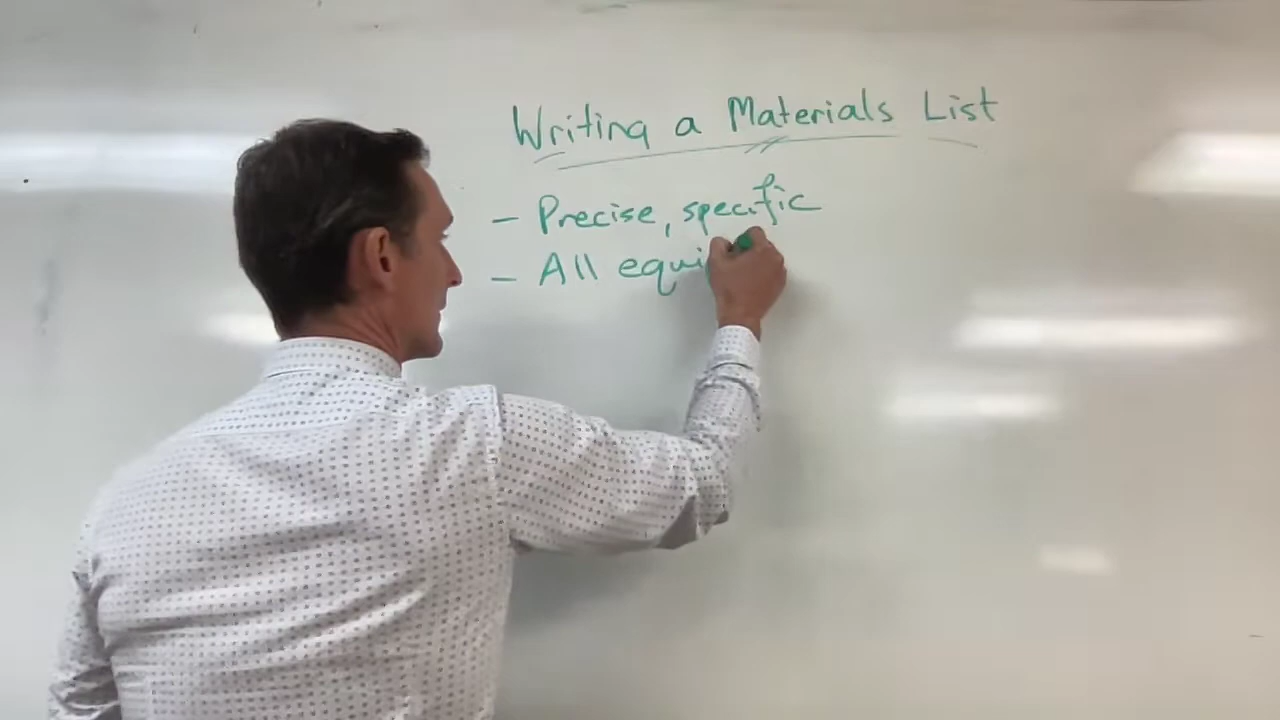 Writing a Materials List
- Precise, specific
- All equi